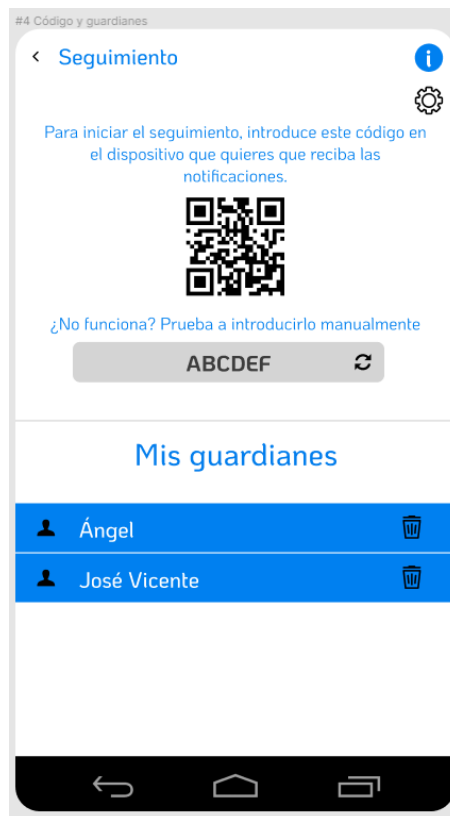 #4 Código y guardianes
Seguimiento
Para iniciar el seguimiento, introduce este código en
el dispositivo que quieres que reciba las
notificaciones.
¿No funciona? Prueba a introducirlo manualmente
ABCDEF
Mis guardianes
Ángel
José Vicente